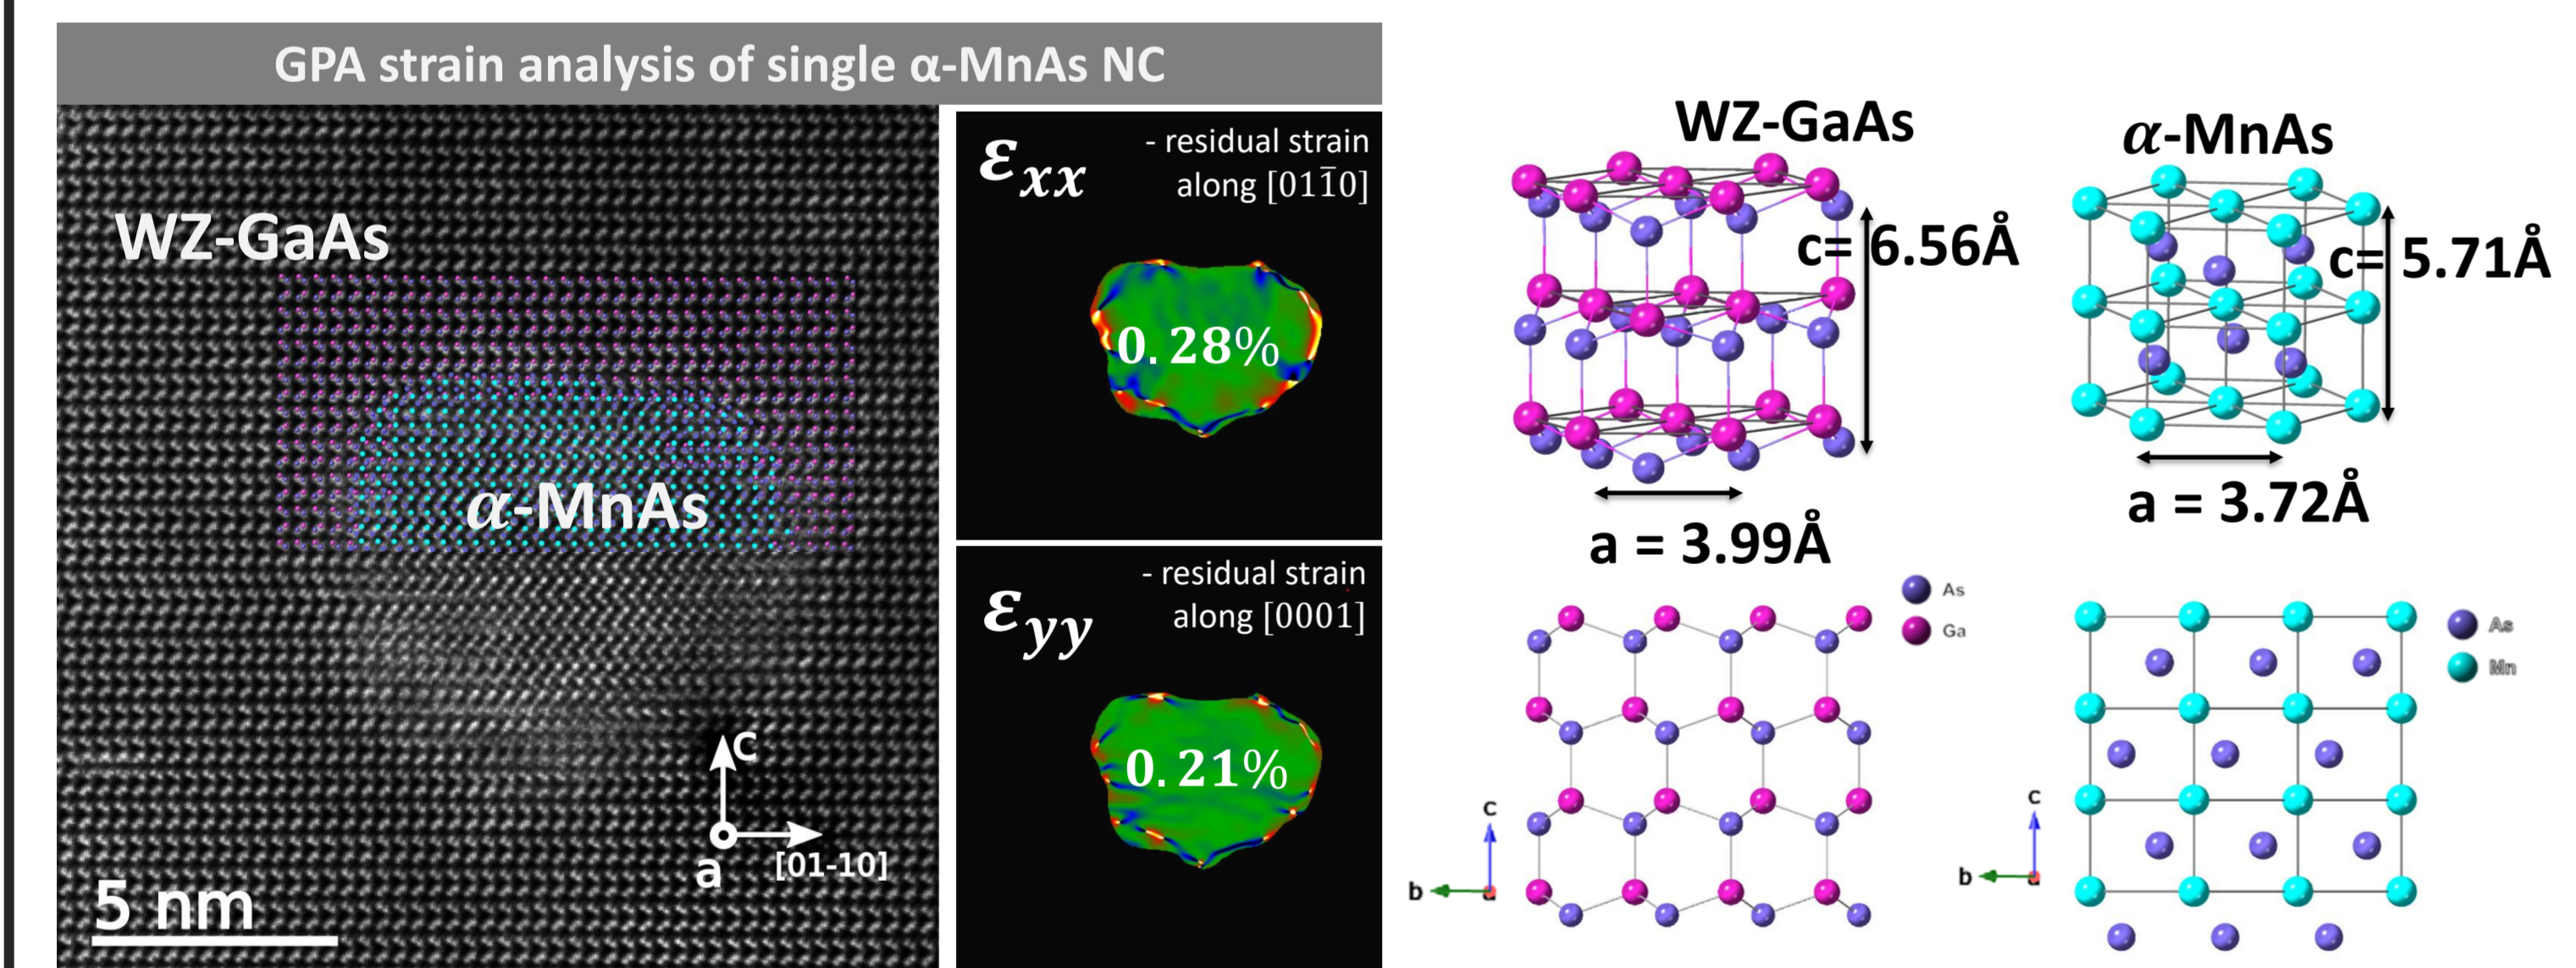 GPA strain analysis of single α-MnAs NC
WZ-GaAs
α-MnAs
c
a
[01-10]
5 nm
εxx
- residual strain
along [011̅0]
0.28%
εyy
- residual strain
along [0001]
0.21%
WZ-GaAs
c= 6.56Å
a = 3.99Å
α-MnAs
c= 5.71Å
a = 3.72Å
As
Ga
c
b
a
As
Mn
c
b
a